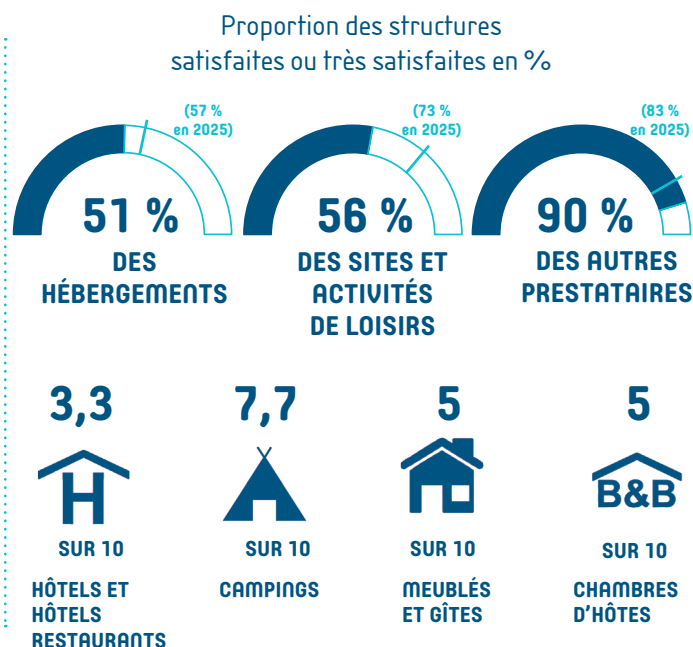 Proportion des structures
satisfaites ou très satisfaites en %
(57 %
en 2025)
51 %
DES
HÉBERGEMENTS
(73 %
en 2025)
56 %
DES SITES ET
ACTIVITÉS
DE LOISIRS
(83 %
en 2025)
90 %
DES AUTRES
PRESTATAIRES
3,3
H
SUR 10
HÔTELS ET
HÔTELS
RESTAURANTS
7,7
SUR 10
CAMPINGS
5
SUR 10
MEUBLÉS
ET GÎTES
5
B&B
SUR 10
CHAMBRES
D'HÔTES